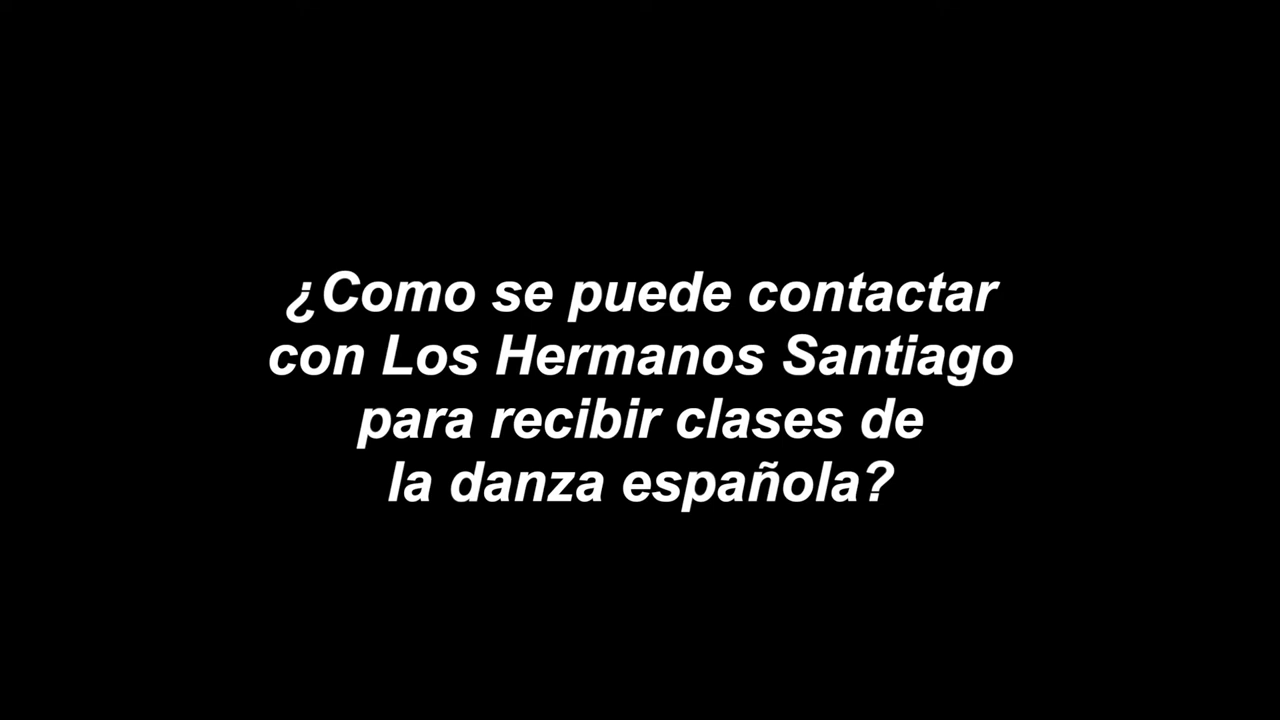 ¿Como se puede contactar
con Los Hermanos Santiago
para recibir clases de
la danza española?